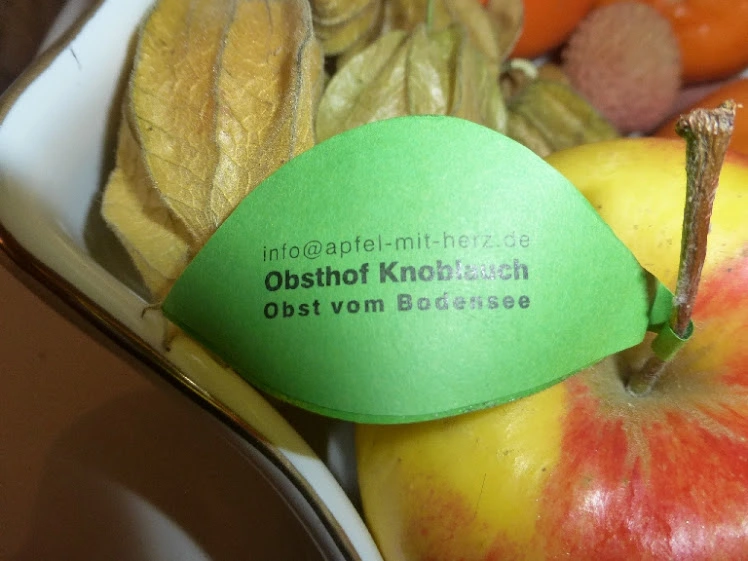 info@apfel-mit-herz.de
Obsthof Knoblauch
Obst vom Bodensee